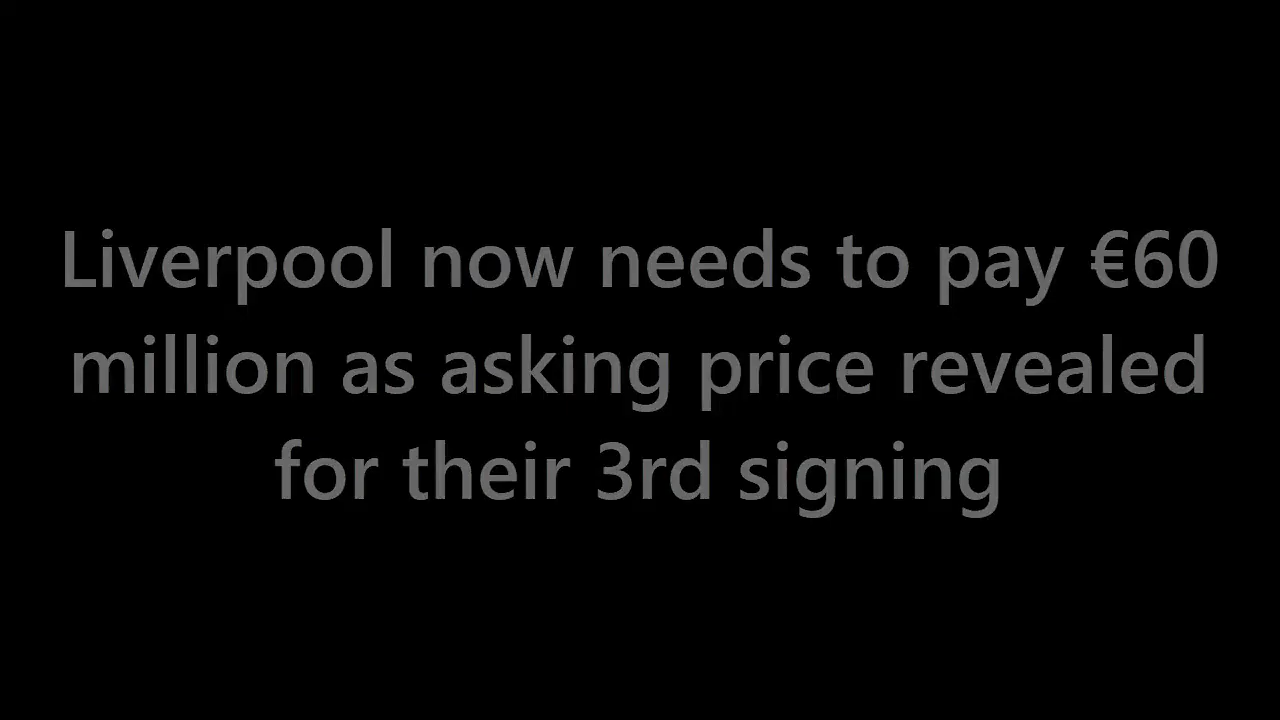 Liverpool now needs to pay €60
million as asking price revealed
for their 3rd signing